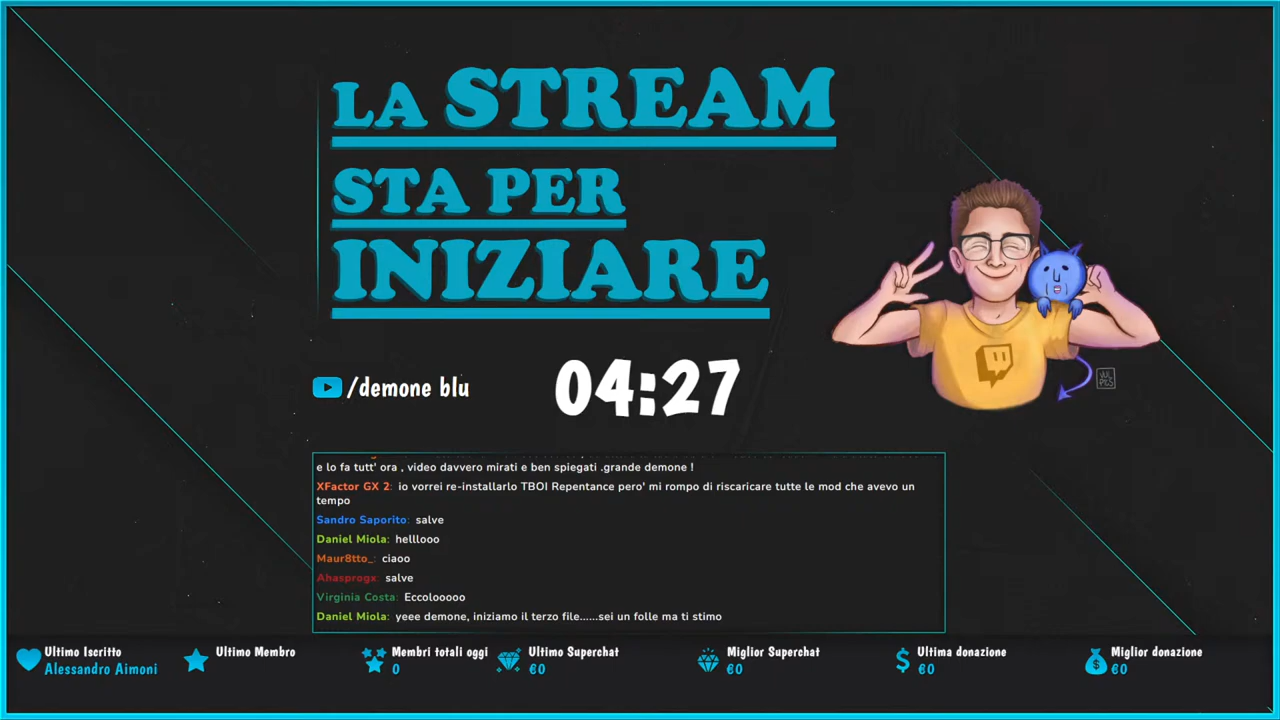 LA STREAM
STA PER
INIZIARE
/demone blu
04:27
e lo fa tutt' ora , video davvero mirati e ben spiegati .grande demone !
XFactor GX 2: io vorrei re-installarlo TBOI Repentance pero' mi rompo di riscaricare tutte le mod che avevo un
tempo
Sandro Saporito: salve
Daniel Miola: helllooo
Maur8tto_: ciaoo
Ahasprogx: salve
Virginia Costa: Eccolooooo
Daniel Miola: yeee demone, iniziamo il terzo file......sei un folle ma ti stimo
VUL
PES
Ultimo Iscritto
Alessandro Aimoni
Ultimo Membro
Membri totali oggi
0
Ultimo Superchat
€0
Miglior Superchat
€0
Ultima donazione
€0
Miglior donazione
€0